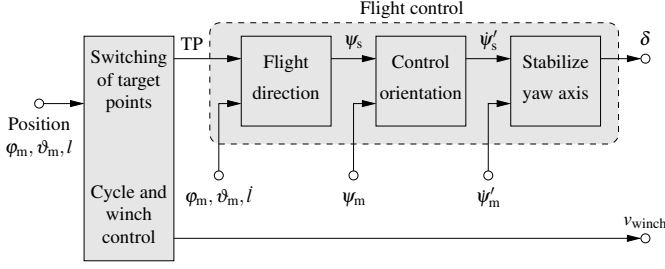 Flight control
Switching
of target
points
TP
Flight
direction
ψs
Control
orientation
ψ̇′s
Stabilize
yaw axis
δ
Position
φm, ϑm, l
φm, ϑm, l̇
ψm
ψ̇′m
Cycle and
winch
control
vwinch